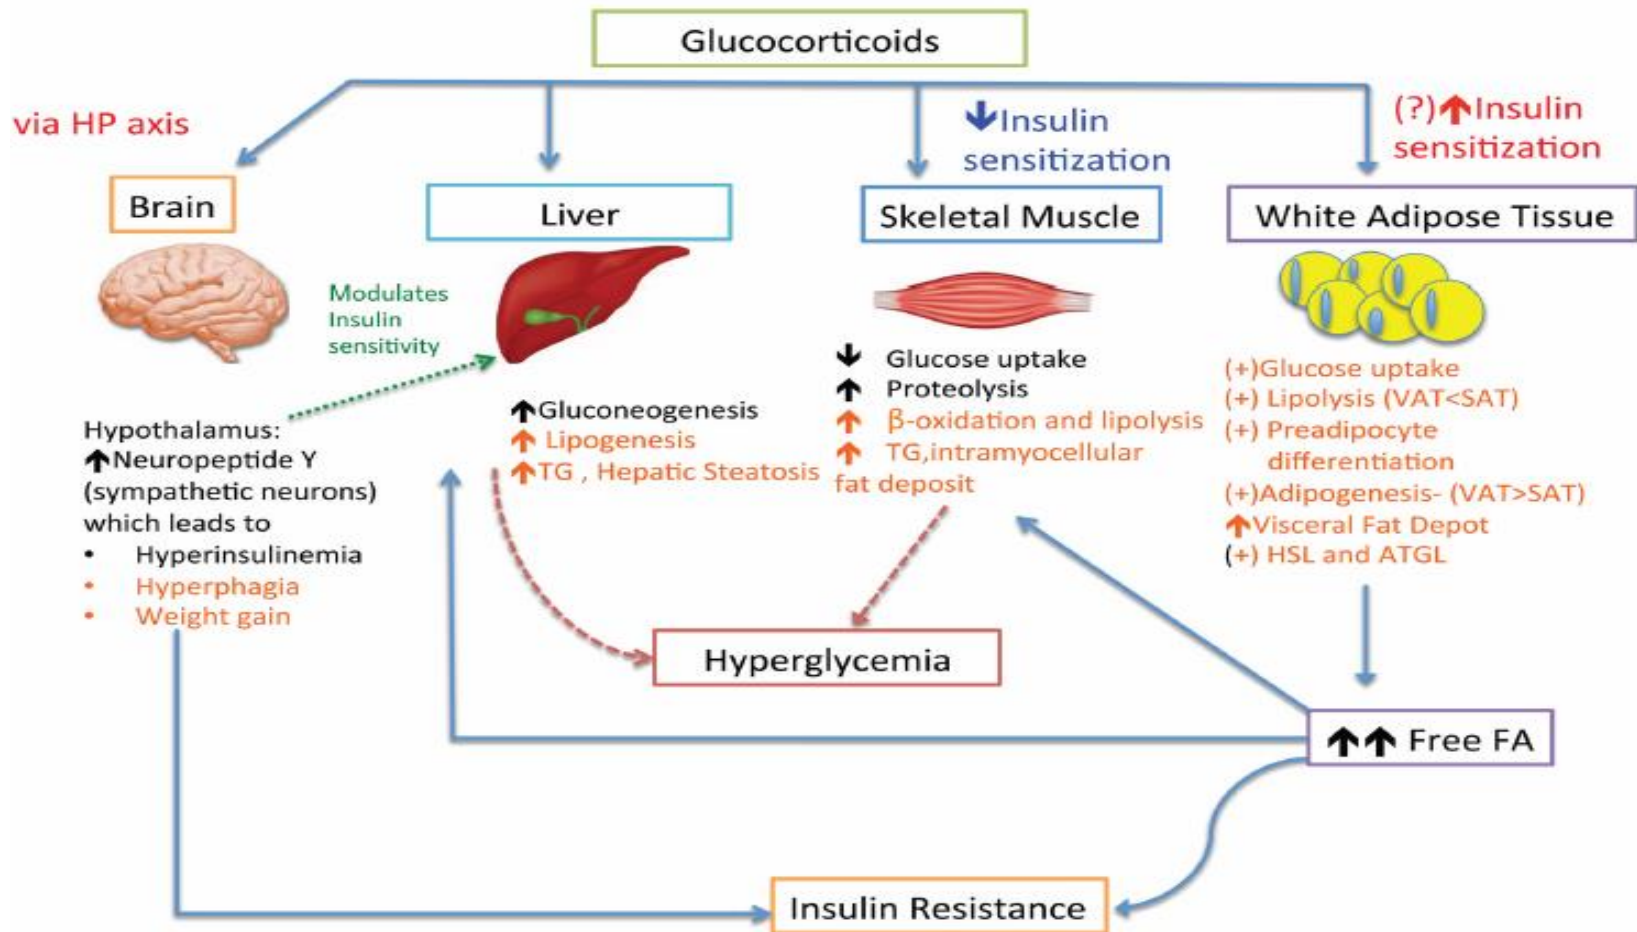 Glucocorticoids
via HP axis
🡻Insulin
sensitization
(?)🡹Insulin
sensitization
Brain
Liver
Skeletal Muscle
White Adipose Tissue
Modulates
Insulin
sensitivity
Hypothalamus:
🡹Neuropeptide Y
(sympathetic neurons)
which leads to
• Hyperinsulinemia
• Hyperphagia
• Weight gain
🡹Gluconeogenesis
🡹 Lipogenesis
🡹TG , Hepatic Steatosis
🡻 Glucose uptake
🡹 Proteolysis
🡹 β-oxidation and lipolysis
🡹 TG,intramyocellular
fat deposit
(+)Glucose uptake
(+) Lipolysis (VAT<SAT)
(+) Preadipocyte
differentiation
(+)Adipogenesis- (VAT>SAT)
🡹Visceral Fat Depot
(+) HSL and ATGL
Hyperglycemia
🡹🡹 Free FA
Insulin Resistance